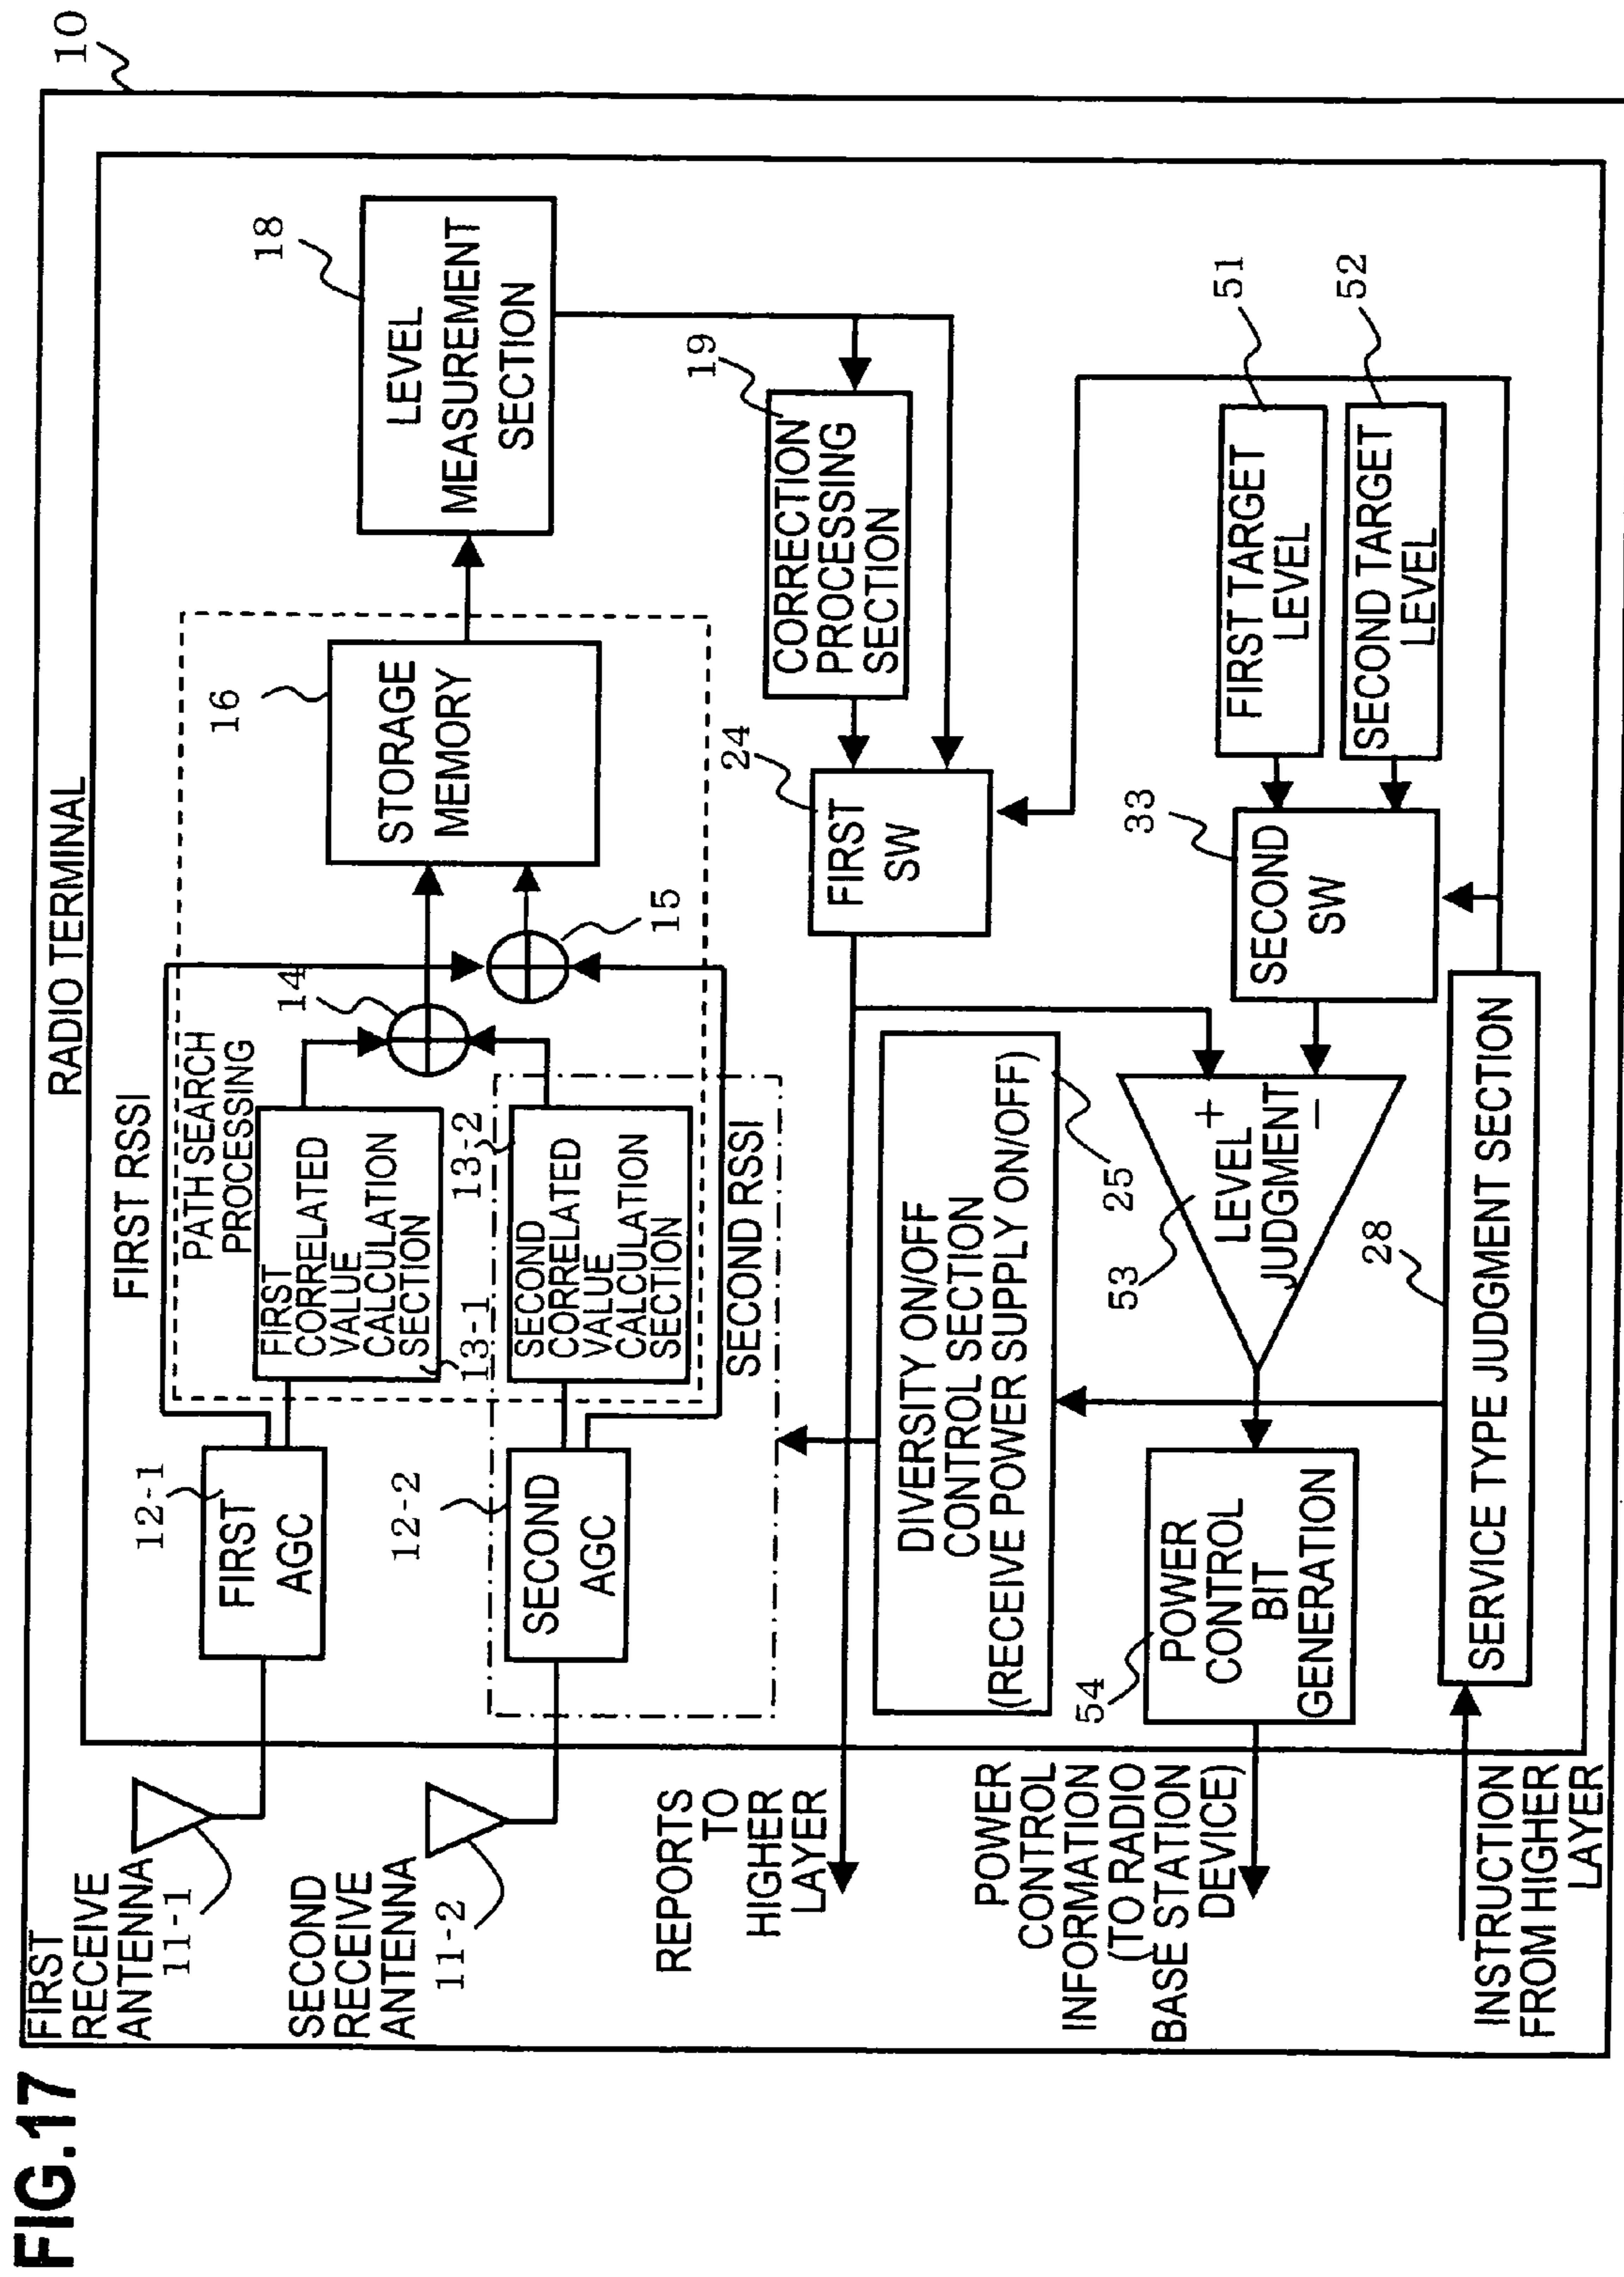 FIG.17
RADIO TERMINAL
10
FIRST
RECEIVE
ANTENNA
11-1
SECOND
RECEIVE
ANTENNA
11-2
12-1
FIRST
AGC
12-2
SECOND
AGC
FIRST RSSI
PATH SEARCH
PROCESSING
FIRST
CORRELATED
VALUE
CALCULATION
SECTION
13-1
13-2
SECOND
CORRELATED
VALUE
CALCULATION
SECTION
SECOND RSSI
14
15
16
STORAGE
MEMORY
18
LEVEL
MEASUREMENT
SECTION
19
CORRECTION
PROCESSING
SECTION
24
FIRST
SW
REPORTS
TO
HIGHER
LAYER
DIVERSITY ON/OFF
CONTROL SECTION
(RECEIVE POWER SUPPLY ON/OFF)
25
51
FIRST TARGET
LEVEL
52
SECOND TARGET
LEVEL
33
SECOND
SW
53
+
LEVEL
JUDGMENT
−
54
POWER
CONTROL
BIT
GENERATION
POWER
CONTROL
INFORMATION
(TO RADIO
BASE STATION
DEVICE)
28
SERVICE TYPE JUDGMENT SECTION
INSTRUCTION
FROM HIGHER
LAYER